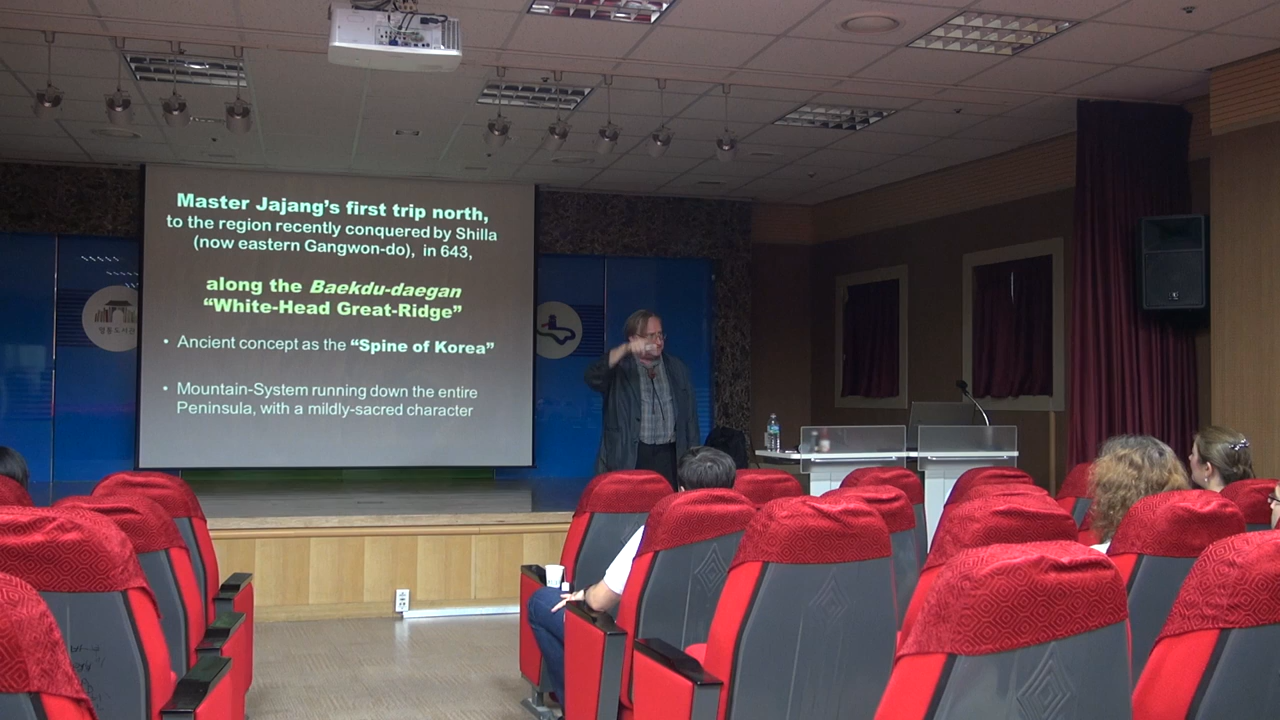 Master Jajang's first trip north,
to the region recently conquered by Shilla
(now eastern Gangwon-do), in 643,
along the Baekdu-daegan
"White-Head Great-Ridge"
• Ancient concept as the "Spine of Korea"
• Mountain-System running down the entire
Peninsula, with a mildly-sacred character